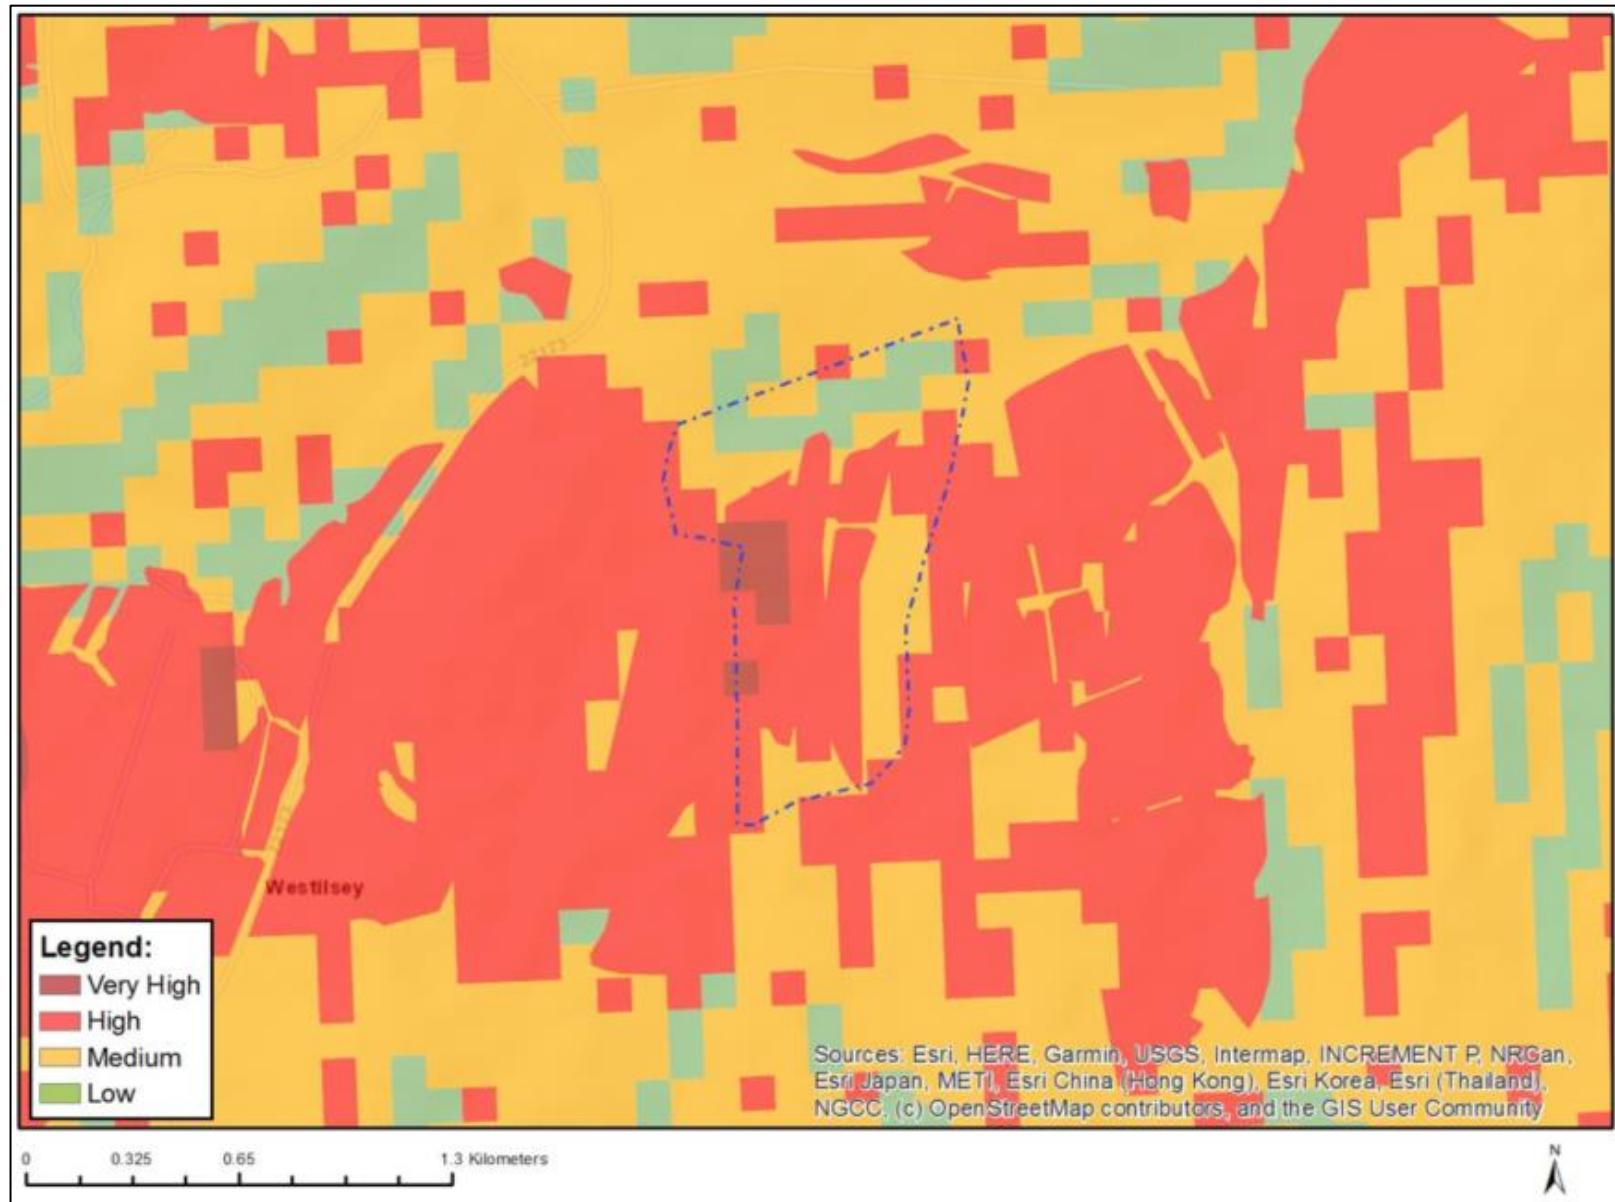 22173
Westilsey
Legend:
Very High
High
Medium
Low
Sources: Esri, HERE, Garmin, USGS, Intermap, INCREMENT P, NRCan,
Esri Japan, METI, Esri China (Hong Kong), Esri Korea, Esri (Thailand),
NGCC, (c) OpenStreetMap contributors, and the GIS User Community
0 0.325 0.65 1.3 Kilometers
N